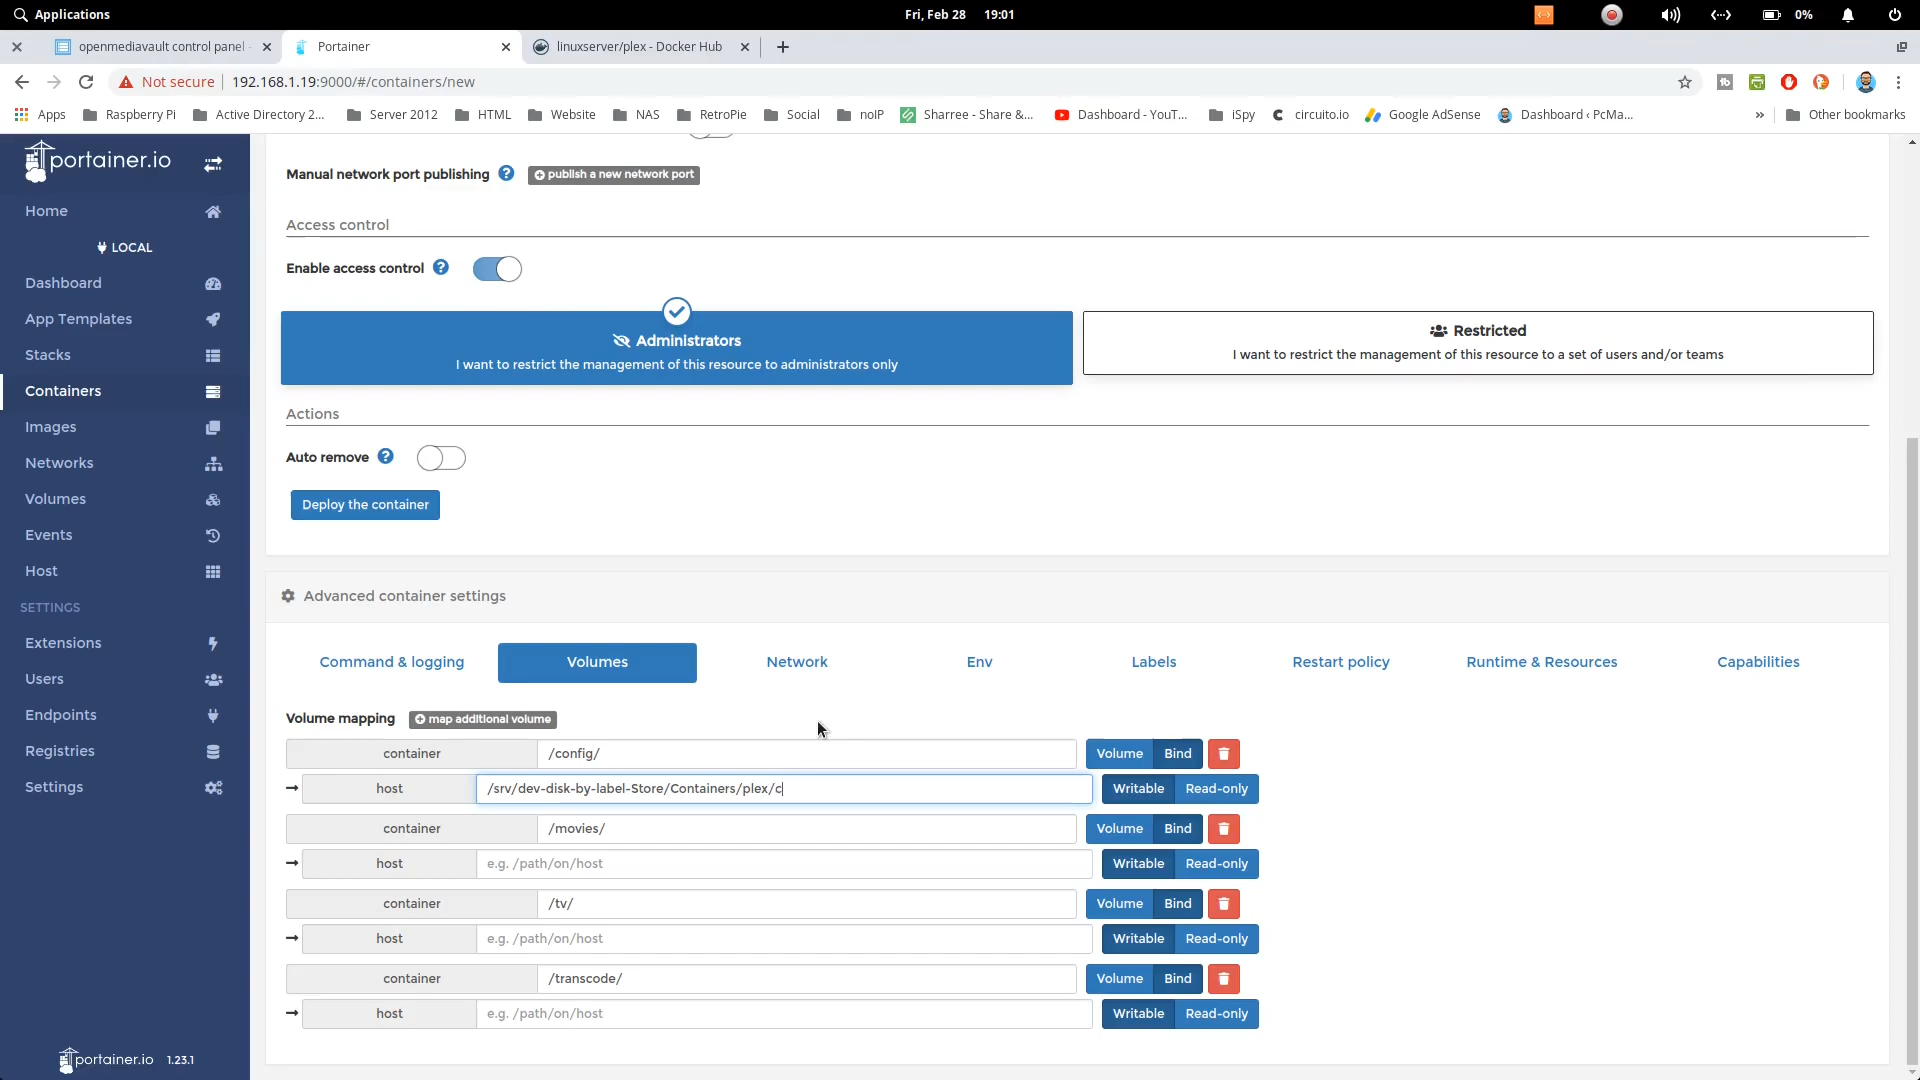 Applications
Fri, Feb 28 19:01
0%
openmediavault control panel
Portainer
linuxserver/plex - Docker Hub
Not secure 192.168.1.19:9000/#/containers/new
Apps Raspberry Pi Active Directory 2... Server 2012 HTML Website NAS RetroPie Social noIP Sharree - Share &... Dashboard - YouT... iSpy circuito.io Google AdSense Dashboard ‹ PcMa... » Other bookmarks
portainer.io
Home
LOCAL
Dashboard
App Templates
Stacks
Containers
Images
Networks
Volumes
Events
Host
SETTINGS
Extensions
Users
Endpoints
Registries
Settings
portainer.io 1.23.1
Manual network port publishing publish a new network port
Access control
Enable access control
Administrators
I want to restrict the management of this resource to administrators only
Restricted
I want to restrict the management of this resource to a set of users and/or teams
Actions
Auto remove
Deploy the container
Advanced container settings
Command & logging Volumes Network Env Labels Restart policy Runtime & Resources Capabilities
Volume mapping map additional volume
container /config/ Volume Bind
host /srv/dev-disk-by-label-Store/Containers/plex/c Writable Read-only
container /movies/ Volume Bind
host e.g. /path/on/host Writable Read-only
container /tv/ Volume Bind
host e.g. /path/on/host Writable Read-only
container /transcode/ Volume Bind
host e.g. /path/on/host Writable Read-only